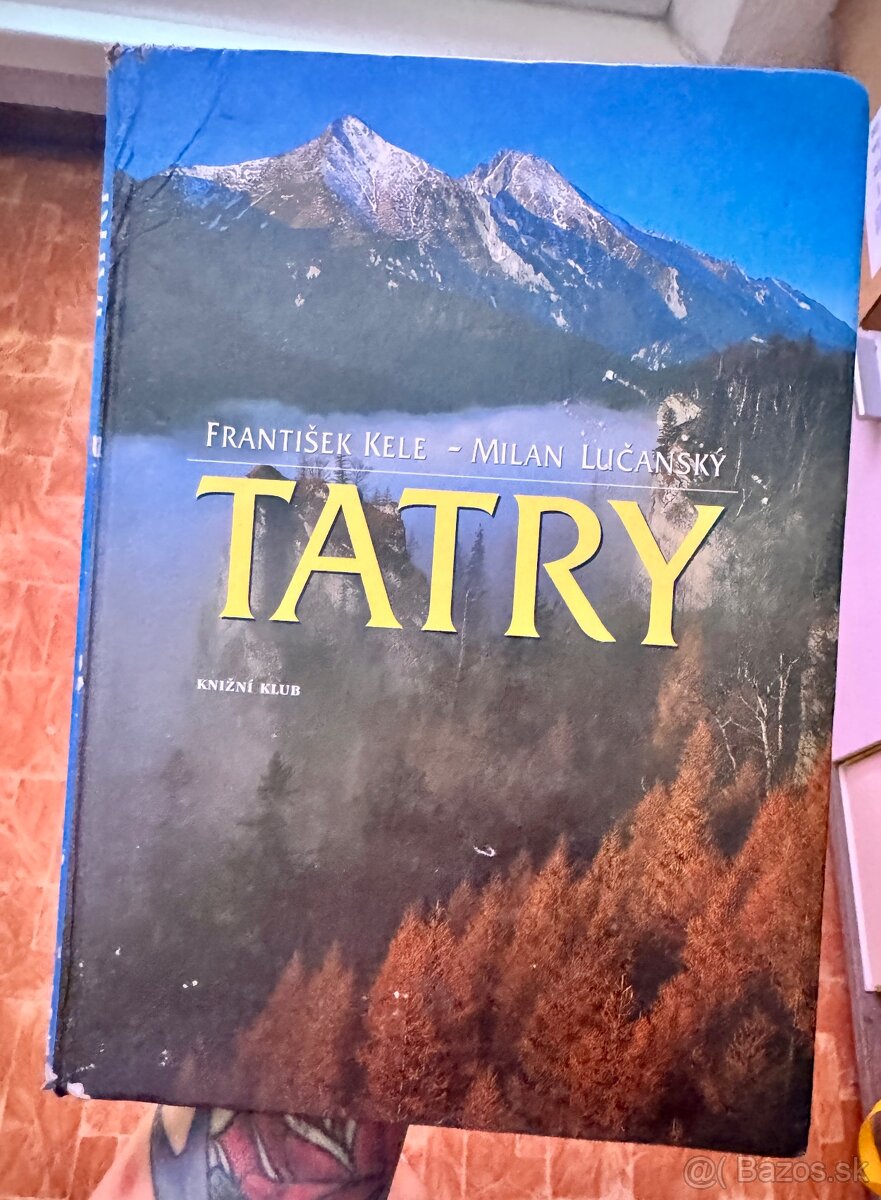 FRANTIŠEK KELE – MILAN LUČANSKÝ
TATRY
KNIŽNÍ KLUB
@( Bazos.sk